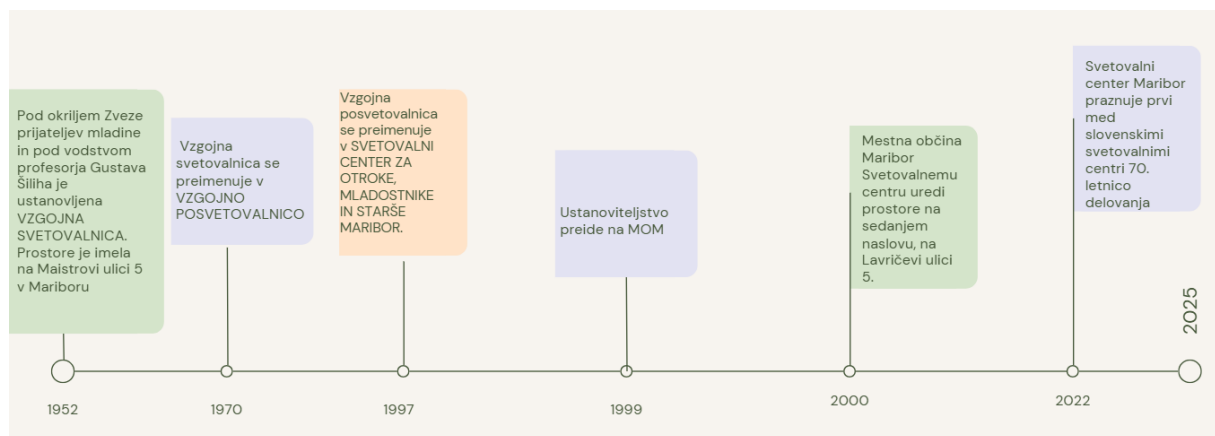 Pod okriljem Zveze
prijateljev mladine
in pod vodstvom
profesorja Gustava
Šiliha je
ustanovljena
VZGOJNA
SVETOVALNICA.
Prostore je imela
na Maistrovi ulici 5
v Mariboru
1952
Vzgojna
svetovalnica se
preimenuje v
VZGOJNO
POSVETOVALNICO
1970
Vzgojna
posvetovalnica
se preimenuje
v SVETOVALNI
CENTER ZA
OTROKE,
MLADOSTNIKE
IN STARŠE
MARIBOR.
1997
Ustanoviteljstvo
preide na MOM
1999
Mestna občina
Maribor
Svetovalnemu
centru uredi
prostore na
sedanjem
naslovu, na
Lavričevi ulici
5.
2000
Svetovalni
center Maribor
praznuje prvi
med
slovenskimi
svetovalnimi
centri 70.
letnico
delovanja
2022
2025